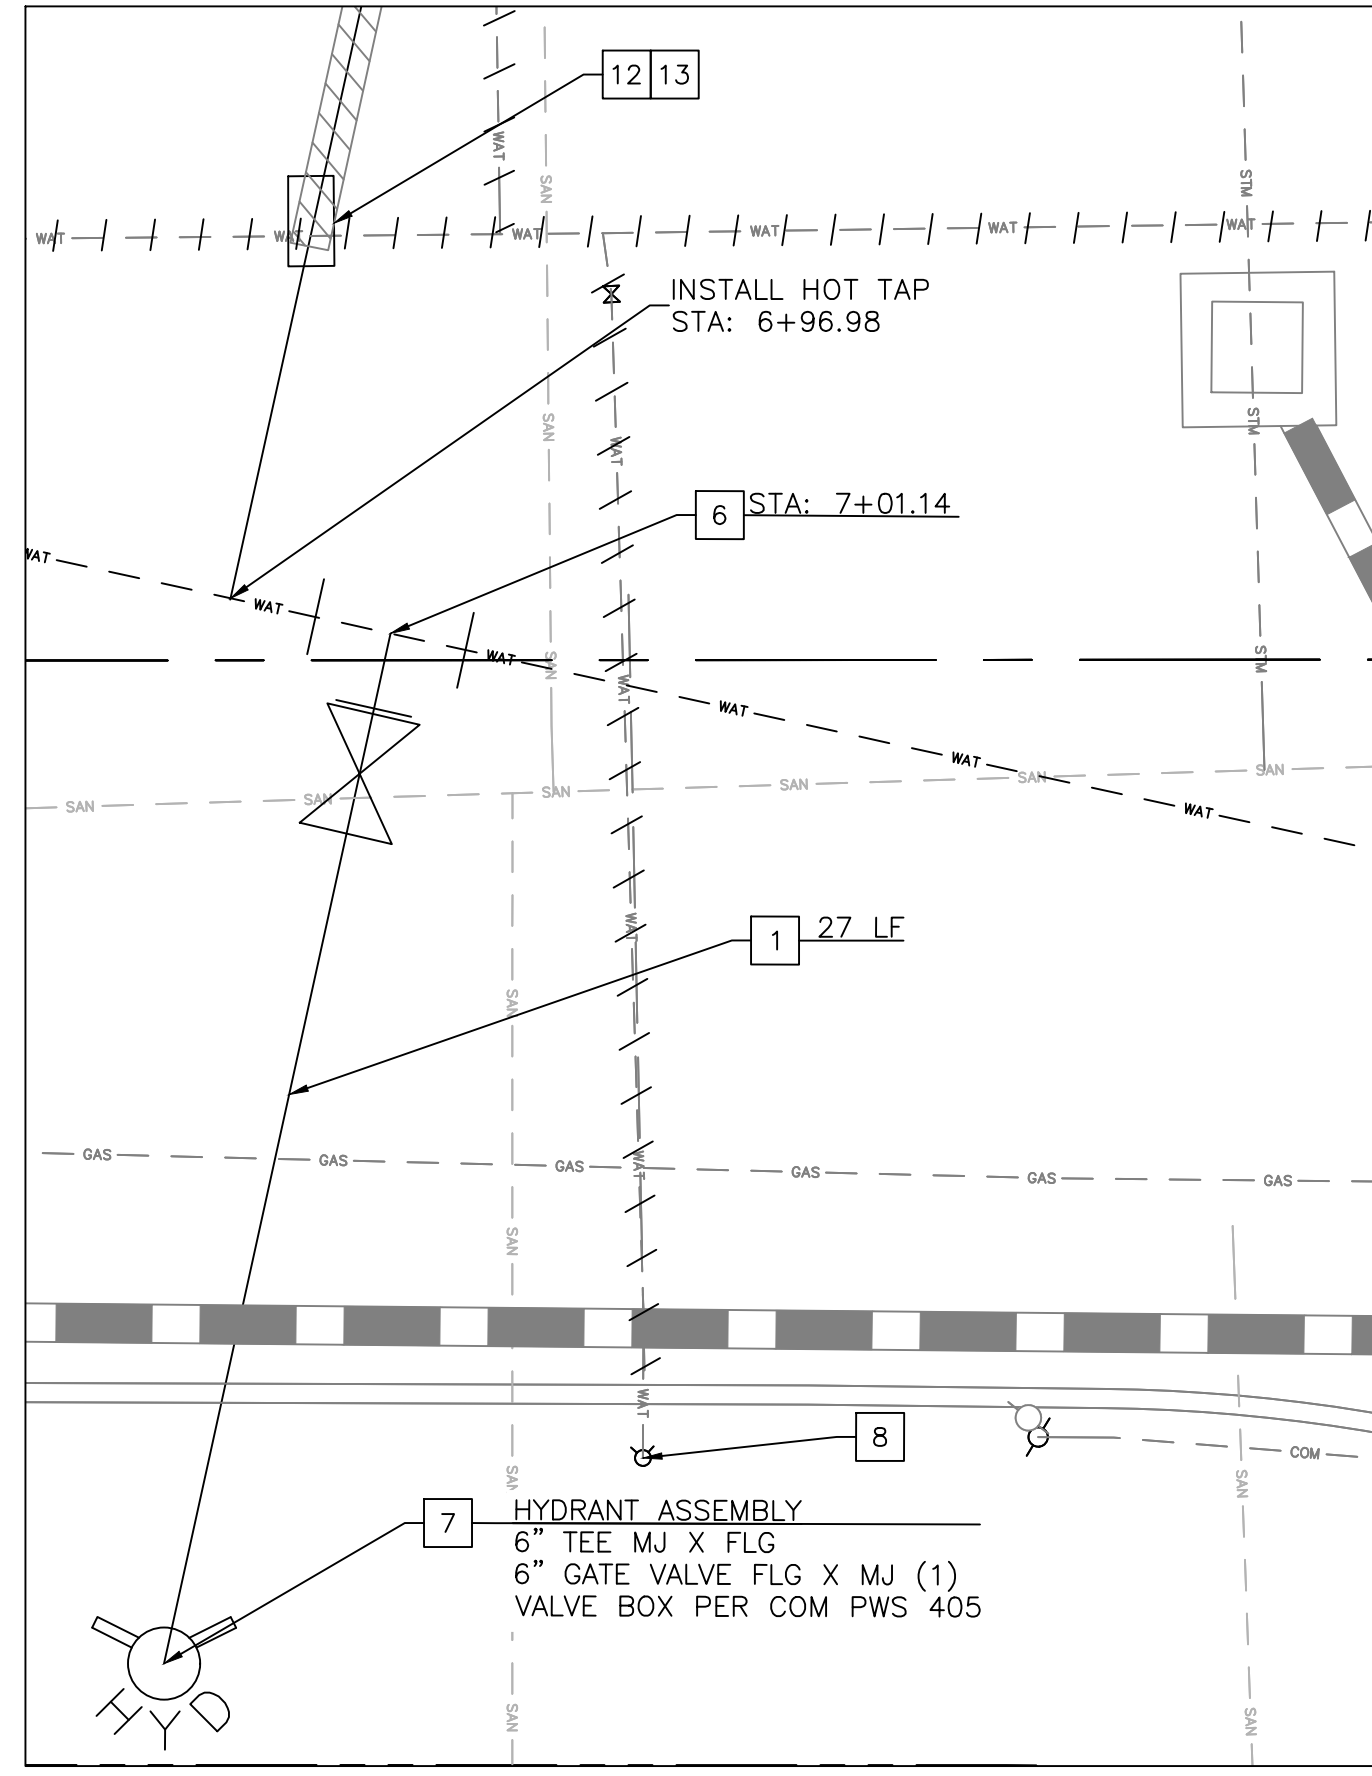 12 13
WAT
SAN
STM
WAT WAT WAT WAT WAT WAT
INSTALL HOT TAP
STA: 6+96.98
SAN
STM
WAT
6 STA: 7+01.14
WAT
WAT
WAT
SAN
STM
WAT
WAT
WAT
WAT
SAN SAN SAN SAN SAN
1 27 LF
WAT
SAN
GAS GAS GAS GAS GAS GAS
WAT
SAN
WAT
8
COM
SAN
SAN
7 HYDRANT ASSEMBLY
6" TEE MJ X FLG
6" GATE VALVE FLG X MJ (1)
VALVE BOX PER COM PWS 405
HYD
SAN
SAN